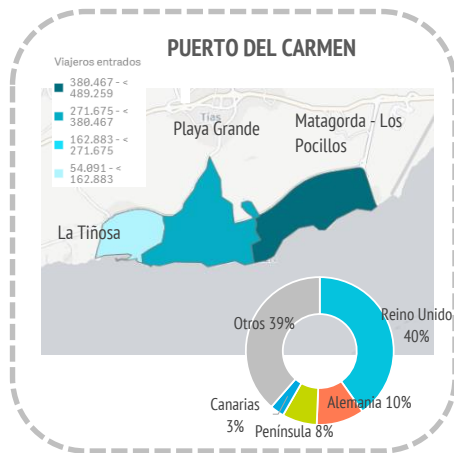 PUERTO DEL CARMEN
Viajeros entrados
380.467 - <
489.259
271.675 - <
380.467
162.883 - <
271.675
54.091 - <
162.883
Tías
Playa Grande
Matagorda - Los
Pocillos
La Tiñosa
Otros 39%
Reino Unido
40%
Canarias
3%
Alemania 10%
Península 8%